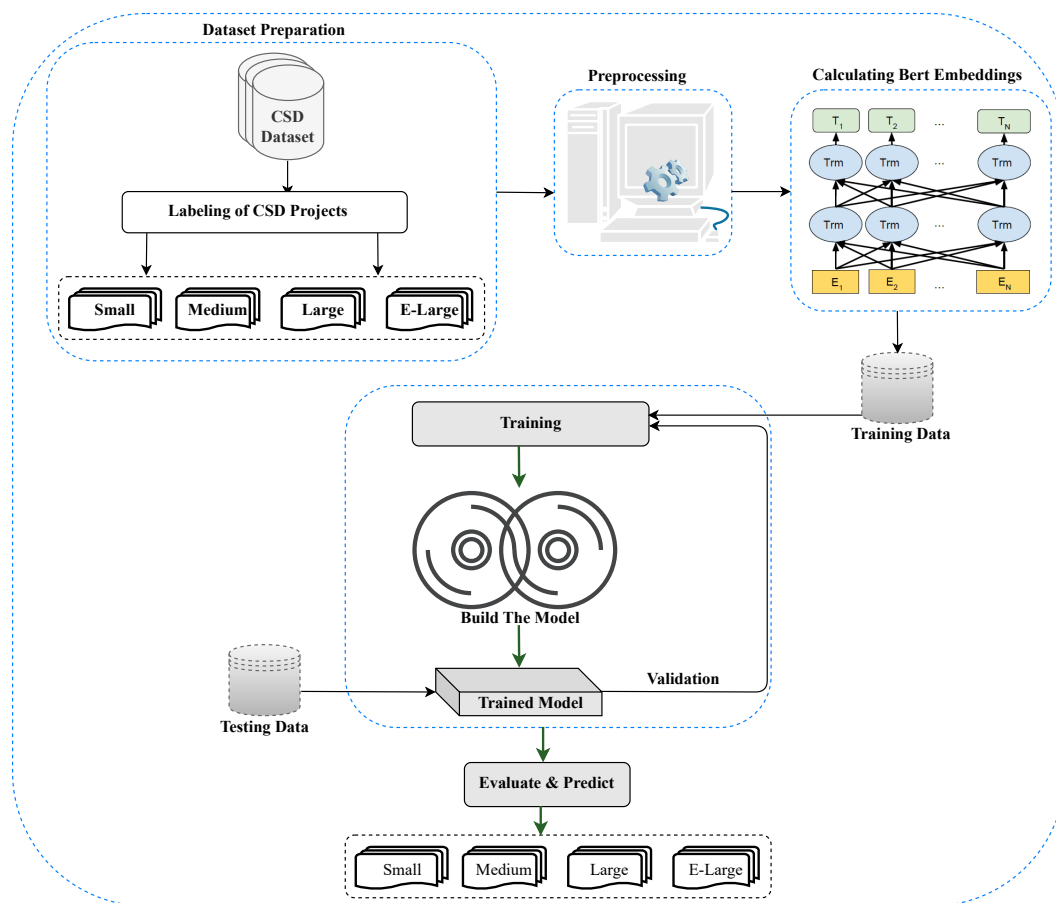 Dataset Preparation
CSD
Dataset
Labeling of CSD Projects
Small
Medium
Large
E-Large
Preprocessing
Calculating Bert Embeddings
T1 T2 ... TN
Trm Trm ... Trm
Trm Trm ... Trm
E1 E2 ... EN
Training Data
Training
Build The Model
Validation
Trained Model
Testing Data
Evaluate & Predict
Small
Medium
Large
E-Large